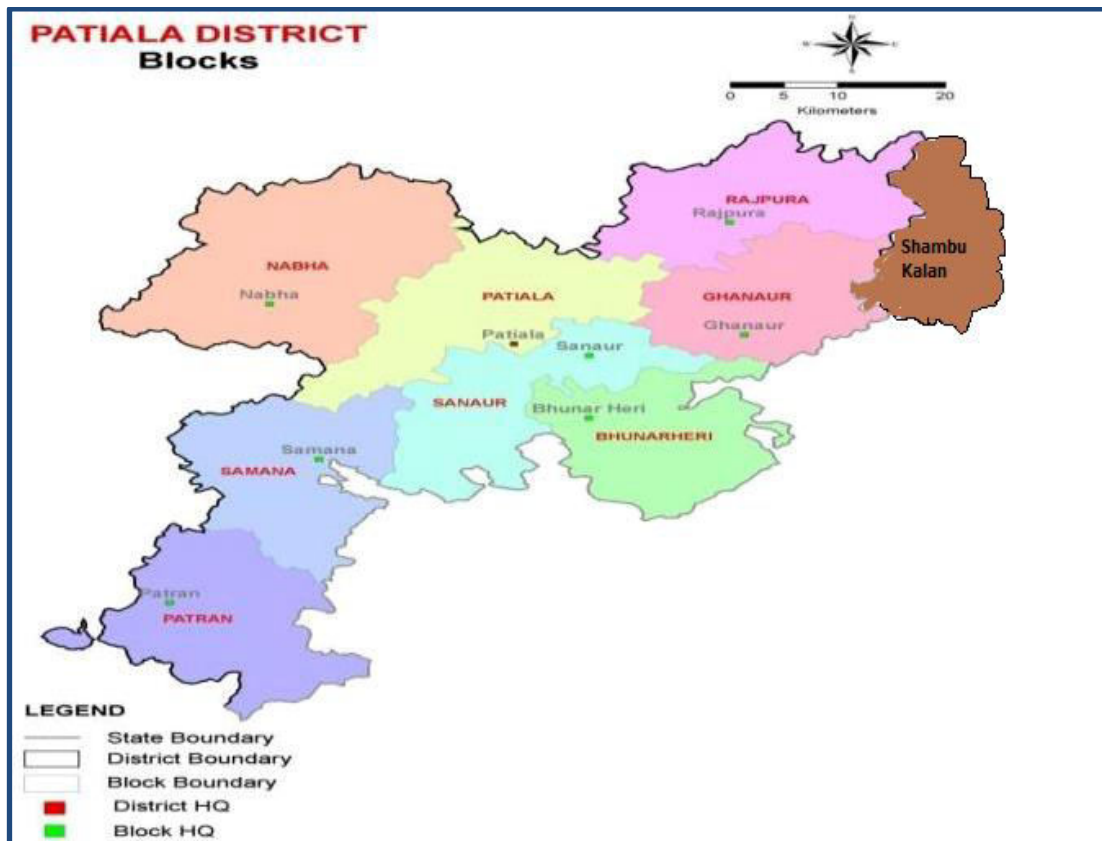 PATIALA DISTRICT
Blocks
N
W
E
S
0 5 10 20
Kilometers
RAJPURA
Rajpura
Shambu
Kalan
NABHA
Nabha
PATIALA
Patiala
GHANAUR
Ghanaur
Sanaur
SANAUR
Bhunar Heri
BHUNARHERI
Samana
SAMANA
Patran
PATRAN
LEGEND
State Boundary
District Boundary
Block Boundary
District HQ
Block HQ